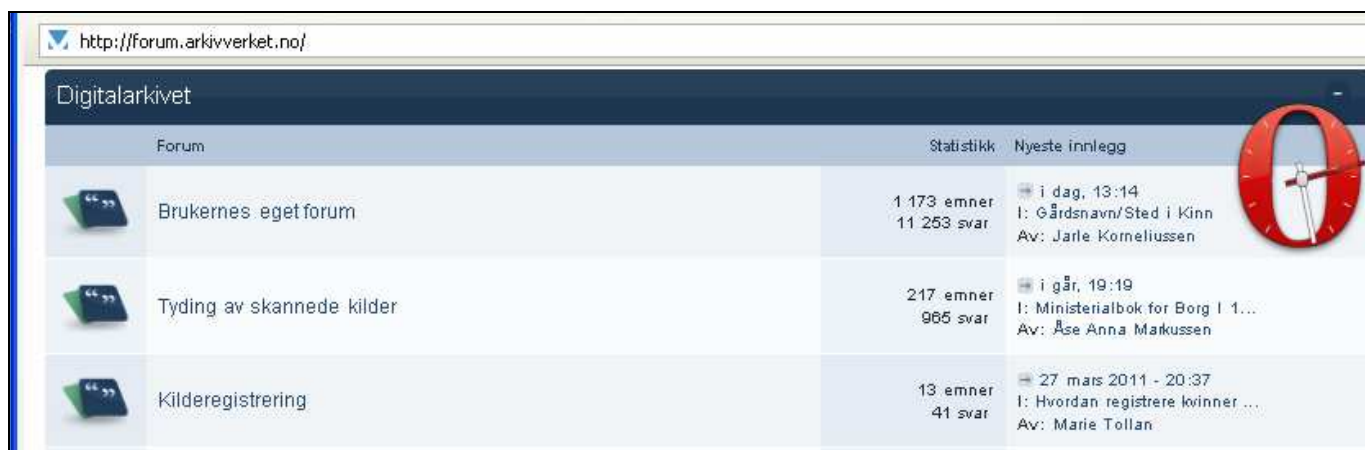 http://forum.arkivverket.no/
Digitalarkivet
Forum Statistikk Nyeste innlegg
Brukernes eget forum
1 173 emner
11 253 svar
i dag, 13:14
I: Gårdsnavn/Sted i Kinn
Av: Jarle Korneliussen
Tyding av skannede kilder
217 emner
965 svar
i går, 19:19
I: Ministerialbok for Borg I 1...
Av: Åse Anna Markussen
Kilderegistrering
13 emner
41 svar
27 mars 2011 - 20:37
I: Hvordan registrere kvinner ...
Av: Marie Tollan